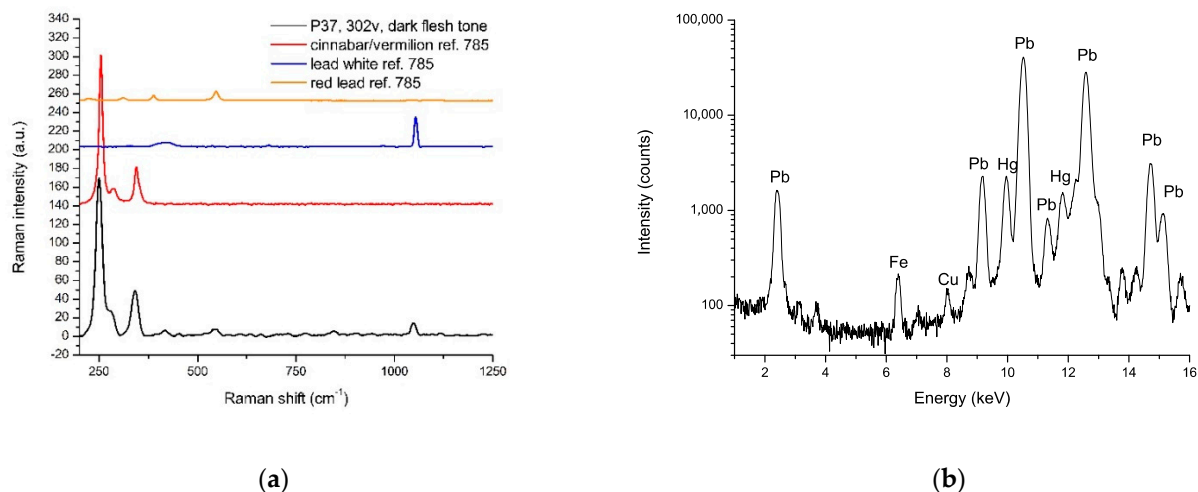 340
320
300
280
260
240
220
200
180
160
140
120
100
80
60
40
20
0
-20
Raman intensity (a.u.)
P37, 302v, dark flesh tone
cinnabar/vermilion ref. 785
lead white ref. 785
red lead ref. 785
250 500 750 1000 1250
Raman shift (cm⁻¹)
(a)
100,000
10,000
1,000
100
Intensity (counts)
Pb
Fe
Cu
Pb
Hg
Pb
Pb
Hg
Pb
Pb
Pb
2 4 6 8 10 12 14 16
Energy (keV)
(b)